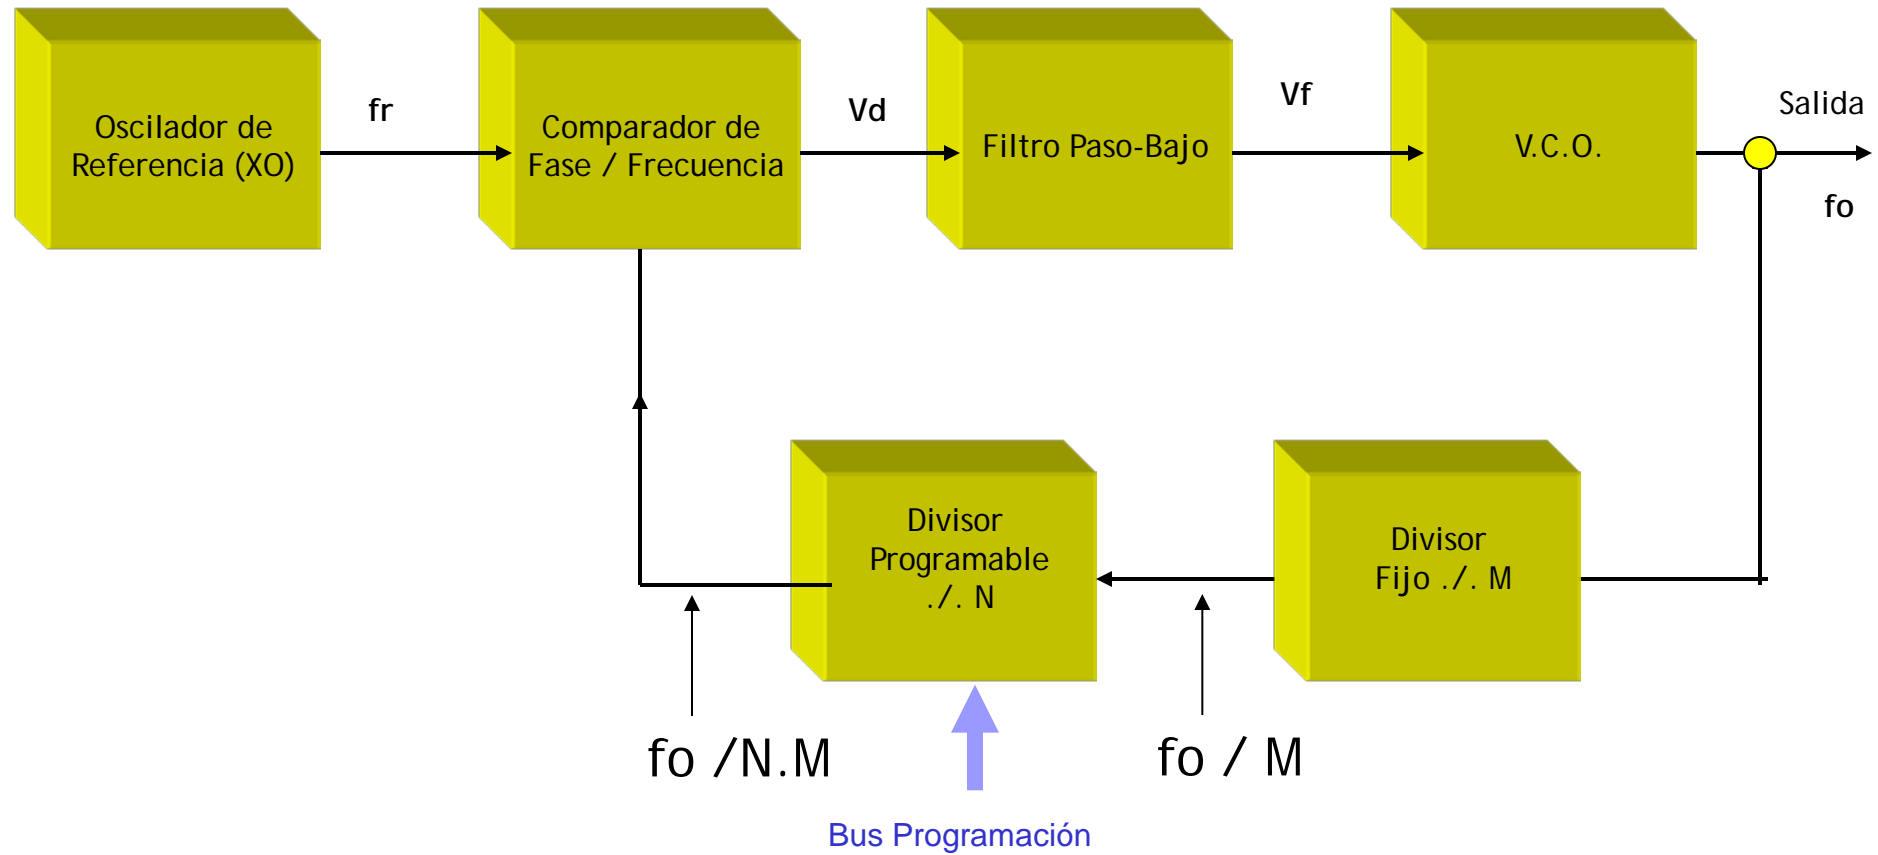 Oscilador de
Referencia (XO)
fr
Comparador de
Fase / Frecuencia
Vd
Filtro Paso-Bajo
Vf
V.C.O.
Salida
fo
Divisor
Programable
./. N
Divisor
Fijo ./. M
fo /N.M
fo / M
Bus Programación